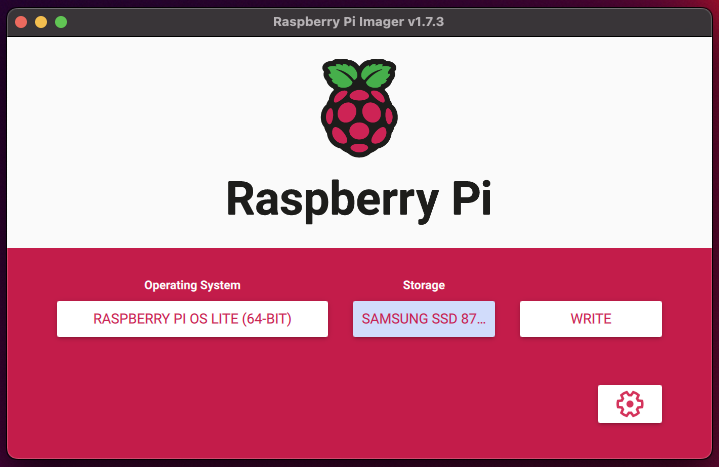 Raspberry Pi Imager v1.7.3
Raspberry Pi
Operating System
Storage
RASPBERRY PI OS LITE (64-BIT)
SAMSUNG SSD 87...
WRITE